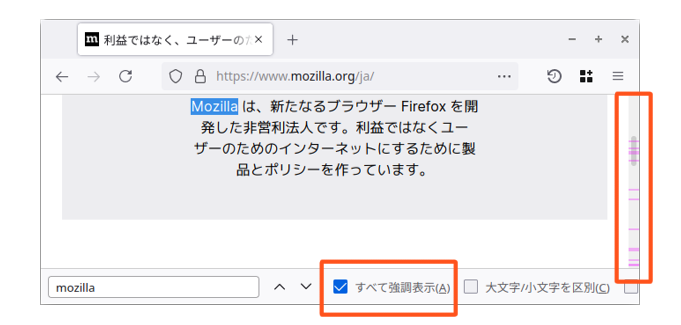 m 利益ではなく、ユーザーのた
https://www.mozilla.org/ja/
Mozilla は、新たなるブラウザー Firefox を開
発した非営利法人です。利益ではなくユー
ザーのためのインターネットにするために製
品とポリシーを作っています。
mozilla すべて強調表示(A) 大文字/小文字を区別(C)